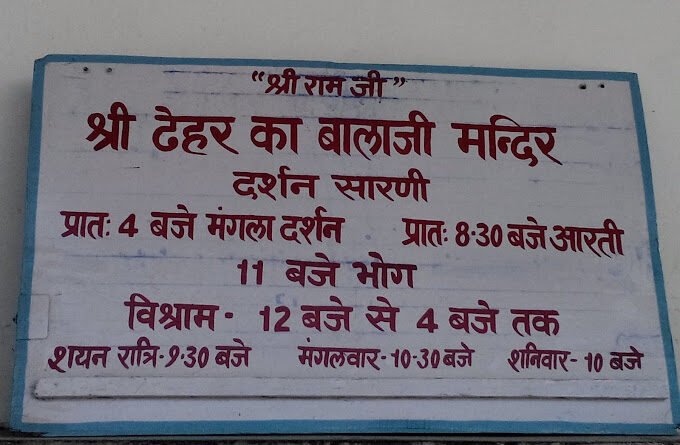 “श्री राम जी”
श्री ढेहर का बालाजी मन्दिर
दर्शन सारणी
प्रातः 4 बजे मंगला दर्शन प्रातः 8·30 बजे आरती
11 बजे भोग
विश्राम - 12 बजे से 4 बजे तक
शयन रात्रि-9·30 बजे मंगलवार-10-30 बजे शनिवार- 10 बजे